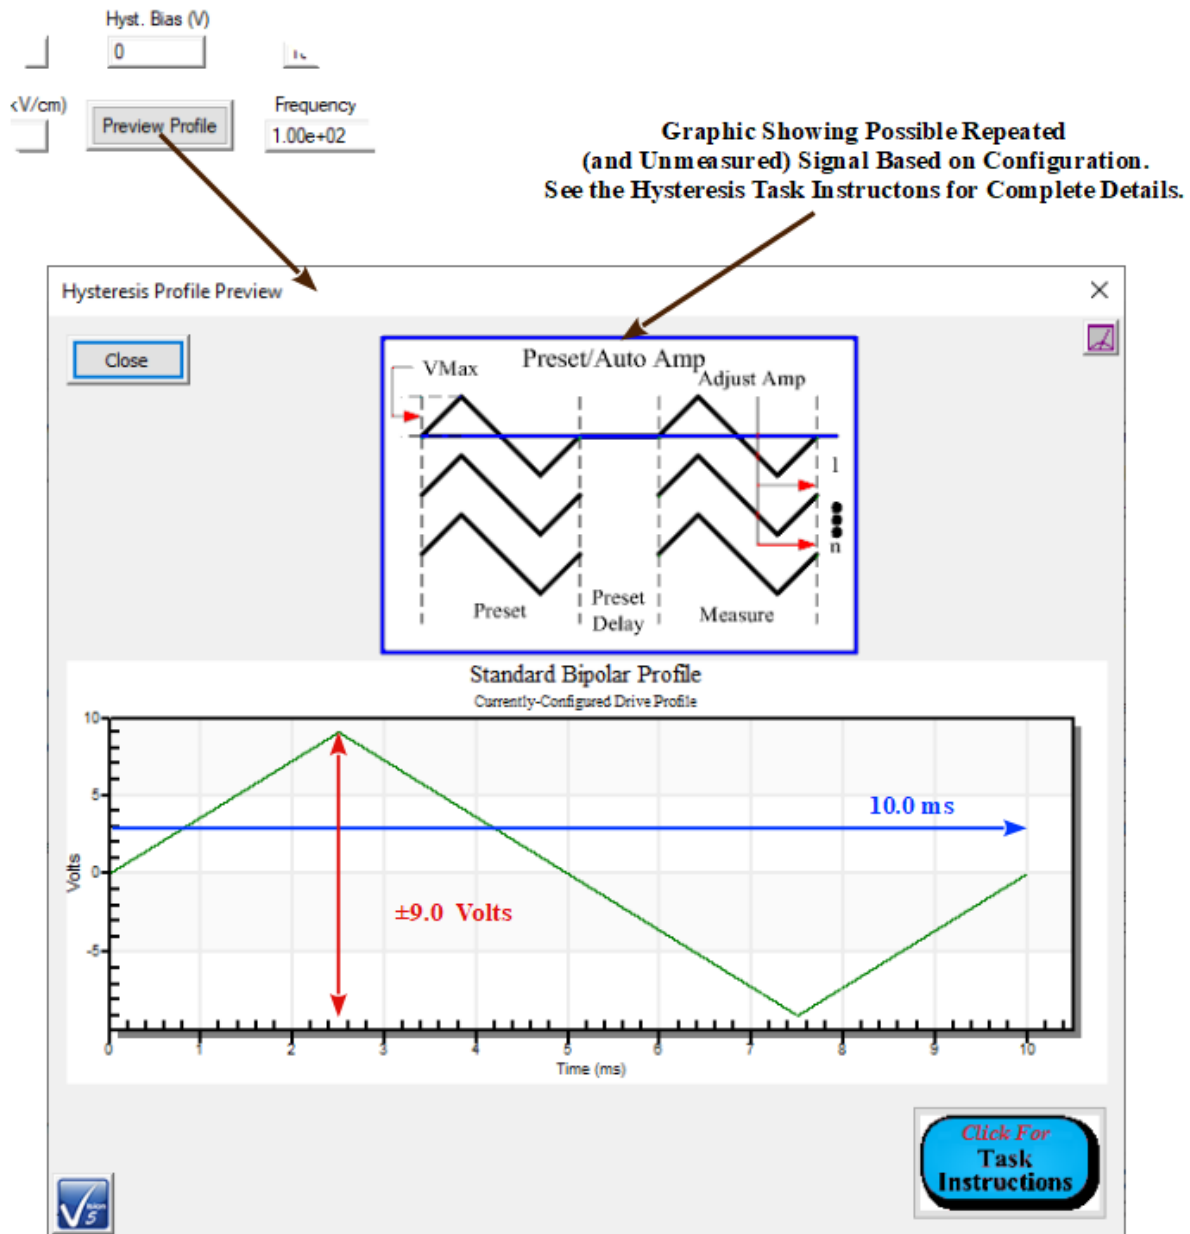 Hyst. Bias (V)
0
kV/cm)
Preview Profile
Frequency
1.00e+02
Graphic Showing Possible Repeated
(and Unmeasured) Signal Based on Configuration.
See the Hysteresis Task Instructons for Complete Details.
Hysteresis Profile Preview
Close
Preset/Auto Amp
VMax
Adjust Amp
1
n
Preset
Preset
Delay
Measure
Standard Bipolar Profile
Currently-Configured Drive Profile
10
5
0
-5
Volts
10.0 ms
±9.0 Volts
0 1 2 3 4 5 6 7 8 9 10
Time (ms)
Click For
Task
Instructions
Vision
5